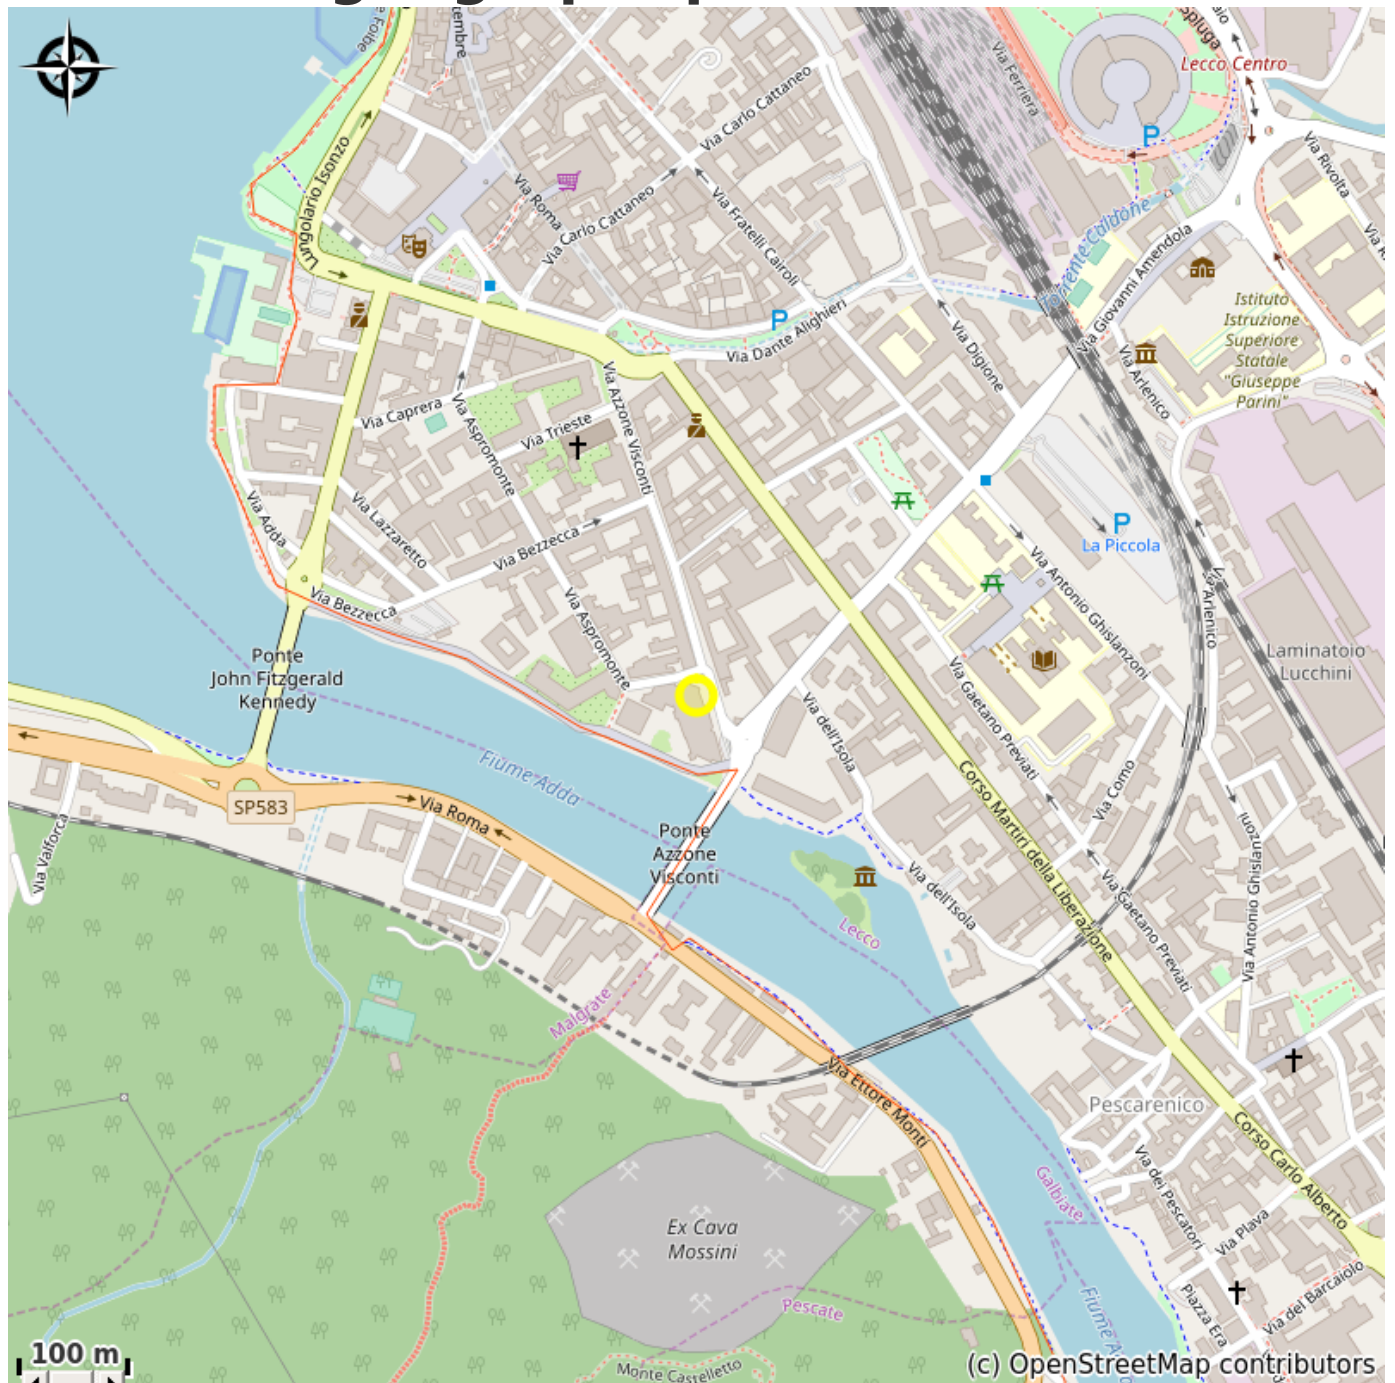 Lungolario Isonzo
Via Roma
Via Carlo Cattaneo
Via Carlo Cattaneo
Via Fratelli Cairoli
Via Ferriera
Spluga
Lecco Centro
P
Via Rivolta
Torrente Caldone
Via Giovanni Amendola
Istituto
Istruzione
Superiore
Statale
"Giuseppe
Parini"
P
Via Dante Alighieri
Via Digione
Via Arlenico
Via Caprera
Via Aspromonte
Via Trieste
Via Azzone Visconti
Via Adda
Via Lazzaretto
Via Bezzecca
Via Bezzecca
Via Aspromonte
P
La Piccola
Via Antonio Ghislanzoni
Via Arlenico
Laminatoio
Lucchini
Ponte
John Fitzgerald
Kennedy
Fiume Adda
SP583
Via Roma
Via Valforca
Ponte
Azzone
Visconti
Via dell'Isola
Via dell'Isola
Via Gaetano Previati
Via Como
Corso Martiri della Liberazione
Via Gaetano Previati
Via Antonio Ghislanzoni
Lecco
Malgrate
Via Ettore Monti
Pescarenico
Corso Carlo Alberto
Galbiate
Via dei Pescatori
Via Plava
Piazza Era
Via del Barcaiolo
Ex Cava
Mossini
Pescate
Monte Castelletto
100 m
(c) OpenStreetMap contributors